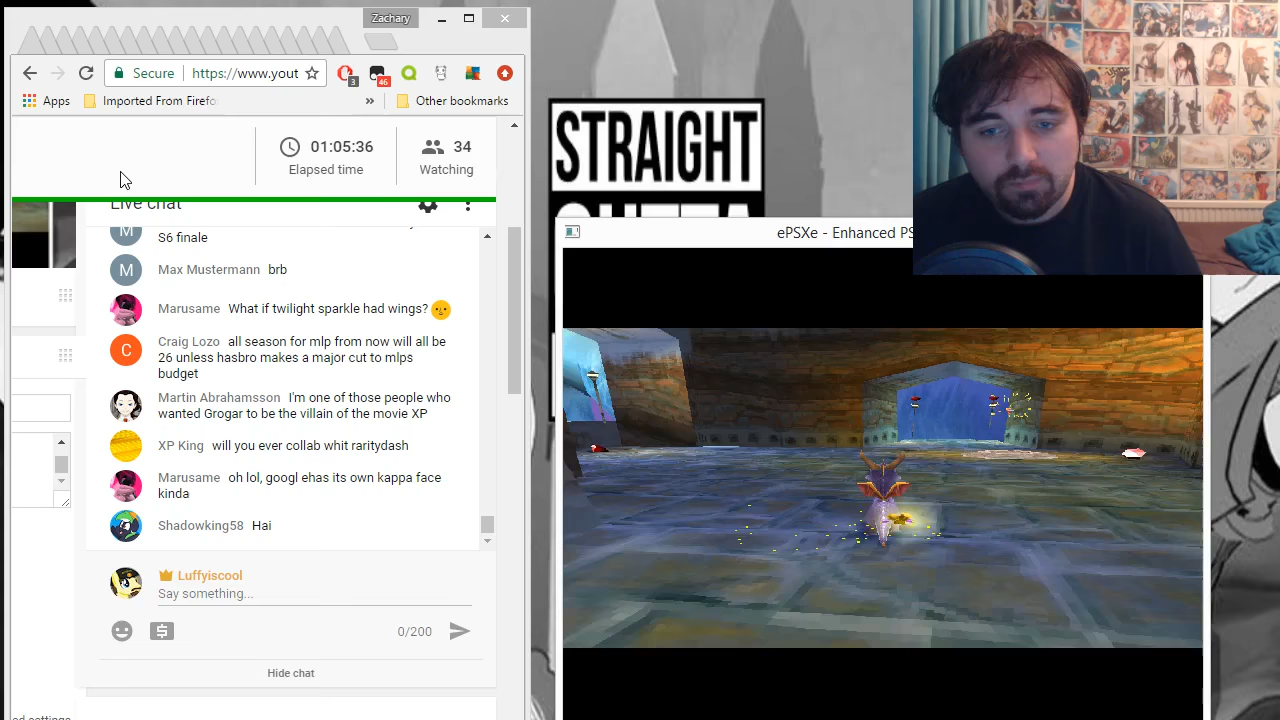 Zachary
Secure https://www.yout
3
46
Apps
Imported From Firefo
»
Other bookmarks
01:05:36
Elapsed time
34
Watching
Live chat
S6 finale
M Max Mustermann brb
Marusame What if twilight sparkle had wings?
C Craig Lozo all season for mlp from now will all be
26 unless hasbro makes a major cut to mlps
budget
Martin Abrahamsson I'm one of those people who
wanted Grogar to be the villain of the movie XP
XP King will you ever collab whit raritydash
Marusame oh lol, googl ehas its own kappa face
kinda
Shadowking58 Hai
Luffyiscool
Say something...
0/200
Hide chat
STRAIGHT
OUTTA
ePSXe - Enhanced PS